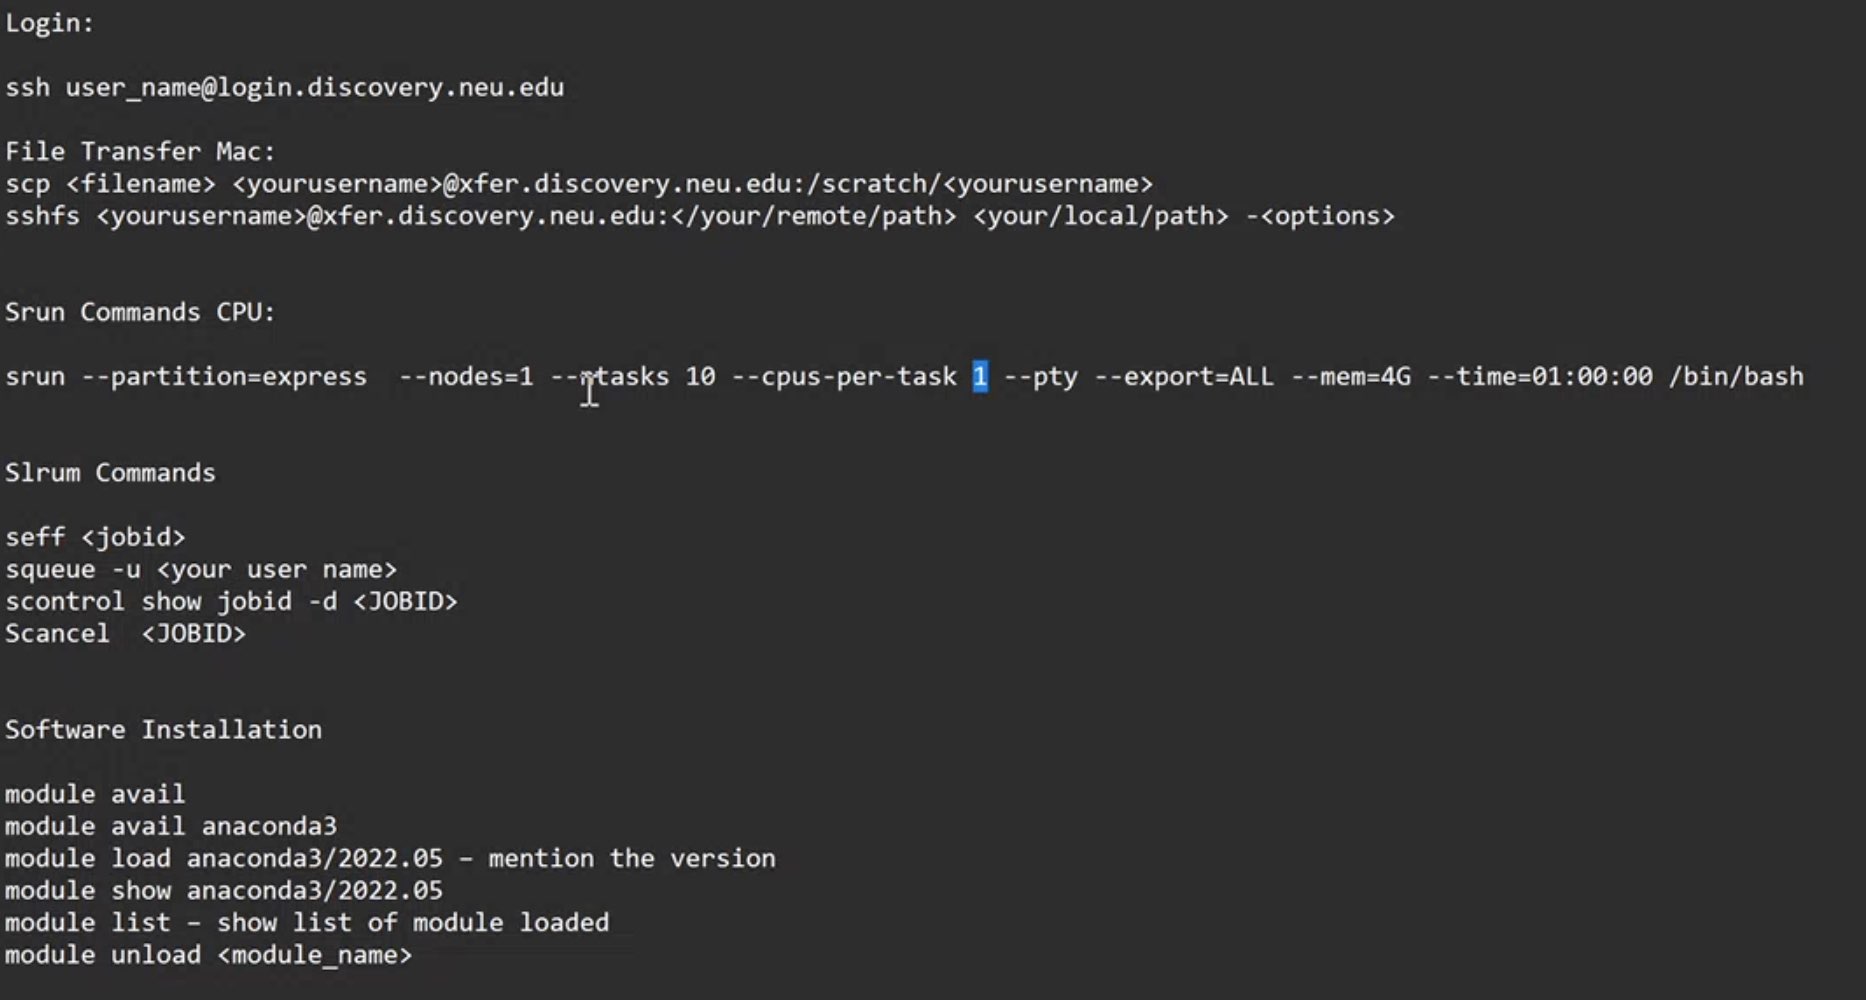 Login:
ssh user_name@login.discovery.neu.edu
File Transfer Mac:
scp <filename> <yourusername>@xfer.discovery.neu.edu:/scratch/<yourusername>
sshfs <yourusername>@xfer.discovery.neu.edu:</your/remote/path> <your/local/path> -<options>
Srun Commands CPU:
srun --partition=express  --nodes=1 --ntasks 10 --cpus-per-task 1 --pty --export=ALL --mem=4G --time=01:00:00 /bin/bash
Slrum Commands
seff <jobid>
squeue -u <your user name>
scontrol show jobid -d <JOBID>
Scancel  <JOBID>
Software Installation
module avail
module avail anaconda3
module load anaconda3/2022.05 – mention the version
module show anaconda3/2022.05
module list – show list of module loaded
module unload <module_name>